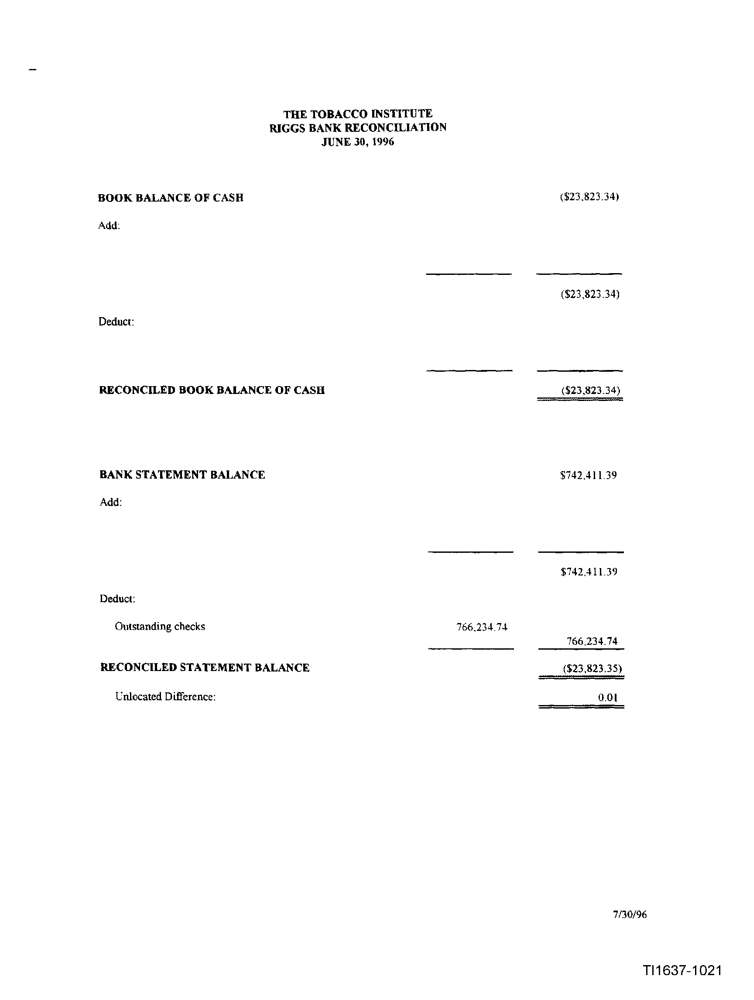 THE TOBACCO INSTITUTE
RIGGS BANK RECONCILIATION
JUNE 30, 1996
BOOK BALANCE OF CASH ($23,823.34)
Add:
($23,823.34)
Deduct:
RECONCILED BOOK BALANCE OF CASH ($23,823.34)
BANK STATEMENT BALANCE $742,411.39
Add:
$742,411.39
Deduct:
Outstanding checks 766,234.74
766,234.74
RECONCILED STATEMENT BALANCE ($23,823.35)
Unlocated Difference: 0.01
7/30/96
TI1637-1021